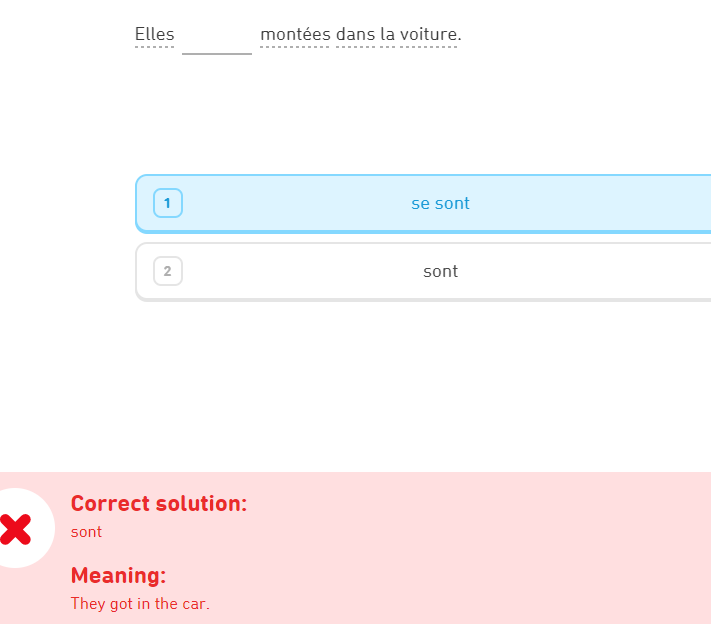 Elles ______ montées dans la voiture.
1 se sont
2 sont
Correct solution:
sont
Meaning:
They got in the car.